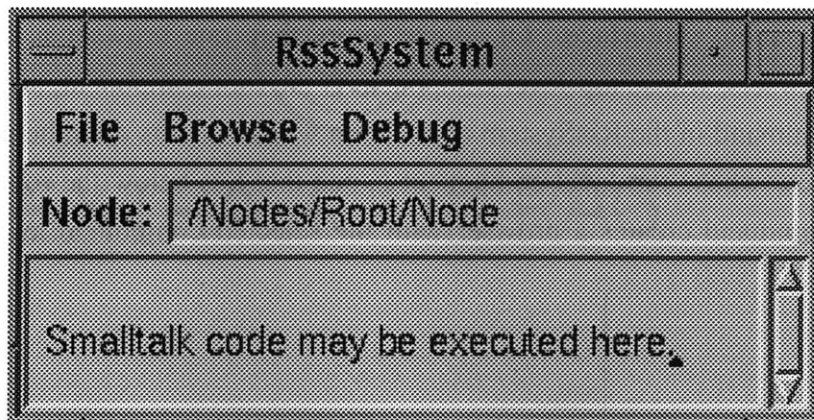 RssSystem
File Browse Debug
Node: /Nodes/Root/Node
Smalltalk code may be executed here.